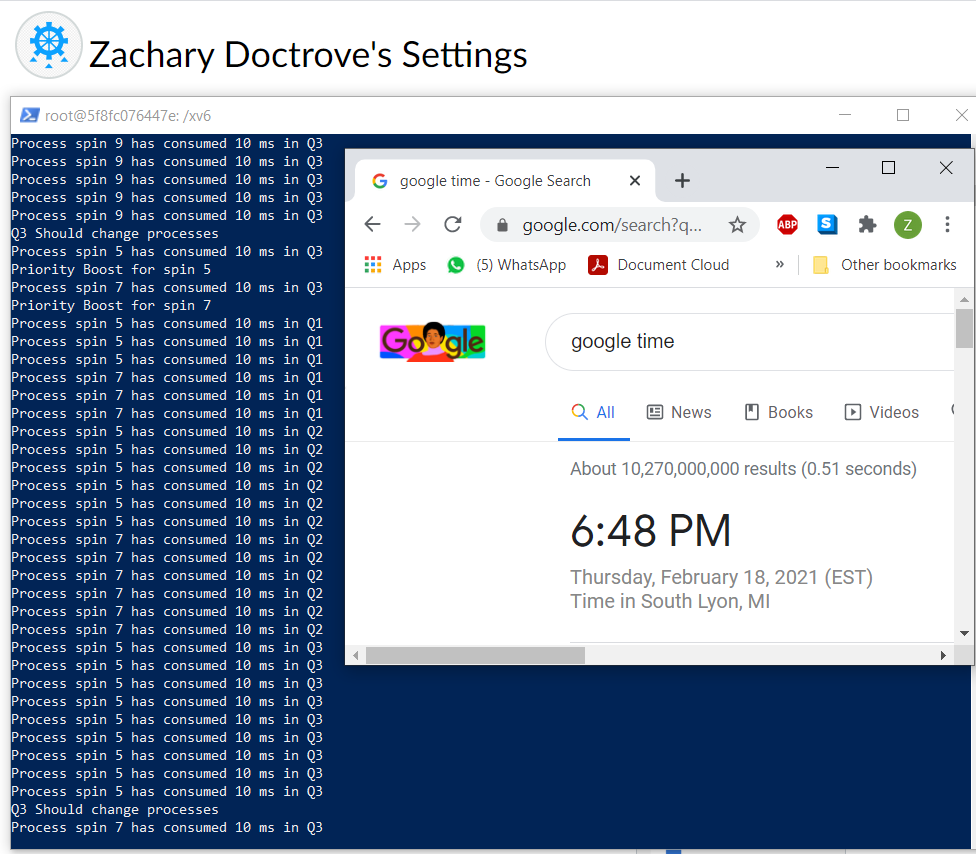 Zachary Doctrove's Settings
root@5f8fc076447e: /xv6
Process spin 9 has consumed 10 ms in Q3
Process spin 9 has consumed 10 ms in Q3
Process spin 9 has consumed 10 ms in Q3
Process spin 9 has consumed 10 ms in Q3
Process spin 9 has consumed 10 ms in Q3
Q3 Should change processes
Process spin 5 has consumed 10 ms in Q3
Priority Boost for spin 5
Process spin 7 has consumed 10 ms in Q3
Priority Boost for spin 7
Process spin 5 has consumed 10 ms in Q1
Process spin 5 has consumed 10 ms in Q1
Process spin 5 has consumed 10 ms in Q1
Process spin 7 has consumed 10 ms in Q1
Process spin 7 has consumed 10 ms in Q1
Process spin 7 has consumed 10 ms in Q1
Process spin 5 has consumed 10 ms in Q2
Process spin 5 has consumed 10 ms in Q2
Process spin 5 has consumed 10 ms in Q2
Process spin 5 has consumed 10 ms in Q2
Process spin 5 has consumed 10 ms in Q2
Process spin 5 has consumed 10 ms in Q2
Process spin 7 has consumed 10 ms in Q2
Process spin 7 has consumed 10 ms in Q2
Process spin 7 has consumed 10 ms in Q2
Process spin 7 has consumed 10 ms in Q2
Process spin 7 has consumed 10 ms in Q2
Process spin 7 has consumed 10 ms in Q2
Process spin 5 has consumed 10 ms in Q3
Process spin 5 has consumed 10 ms in Q3
Process spin 5 has consumed 10 ms in Q3
Process spin 5 has consumed 10 ms in Q3
Process spin 5 has consumed 10 ms in Q3
Process spin 5 has consumed 10 ms in Q3
Process spin 5 has consumed 10 ms in Q3
Process spin 5 has consumed 10 ms in Q3
Process spin 5 has consumed 10 ms in Q3
Q3 Should change processes
Process spin 7 has consumed 10 ms in Q3
google time - Google Search
google.com/search?q... ABP S Z
Apps (5) WhatsApp Document Cloud » Other bookmarks
Google google time
All News Books Videos
About 10,270,000,000 results (0.51 seconds)
6:48 PM
Thursday, February 18, 2021 (EST)
Time in South Lyon, MI